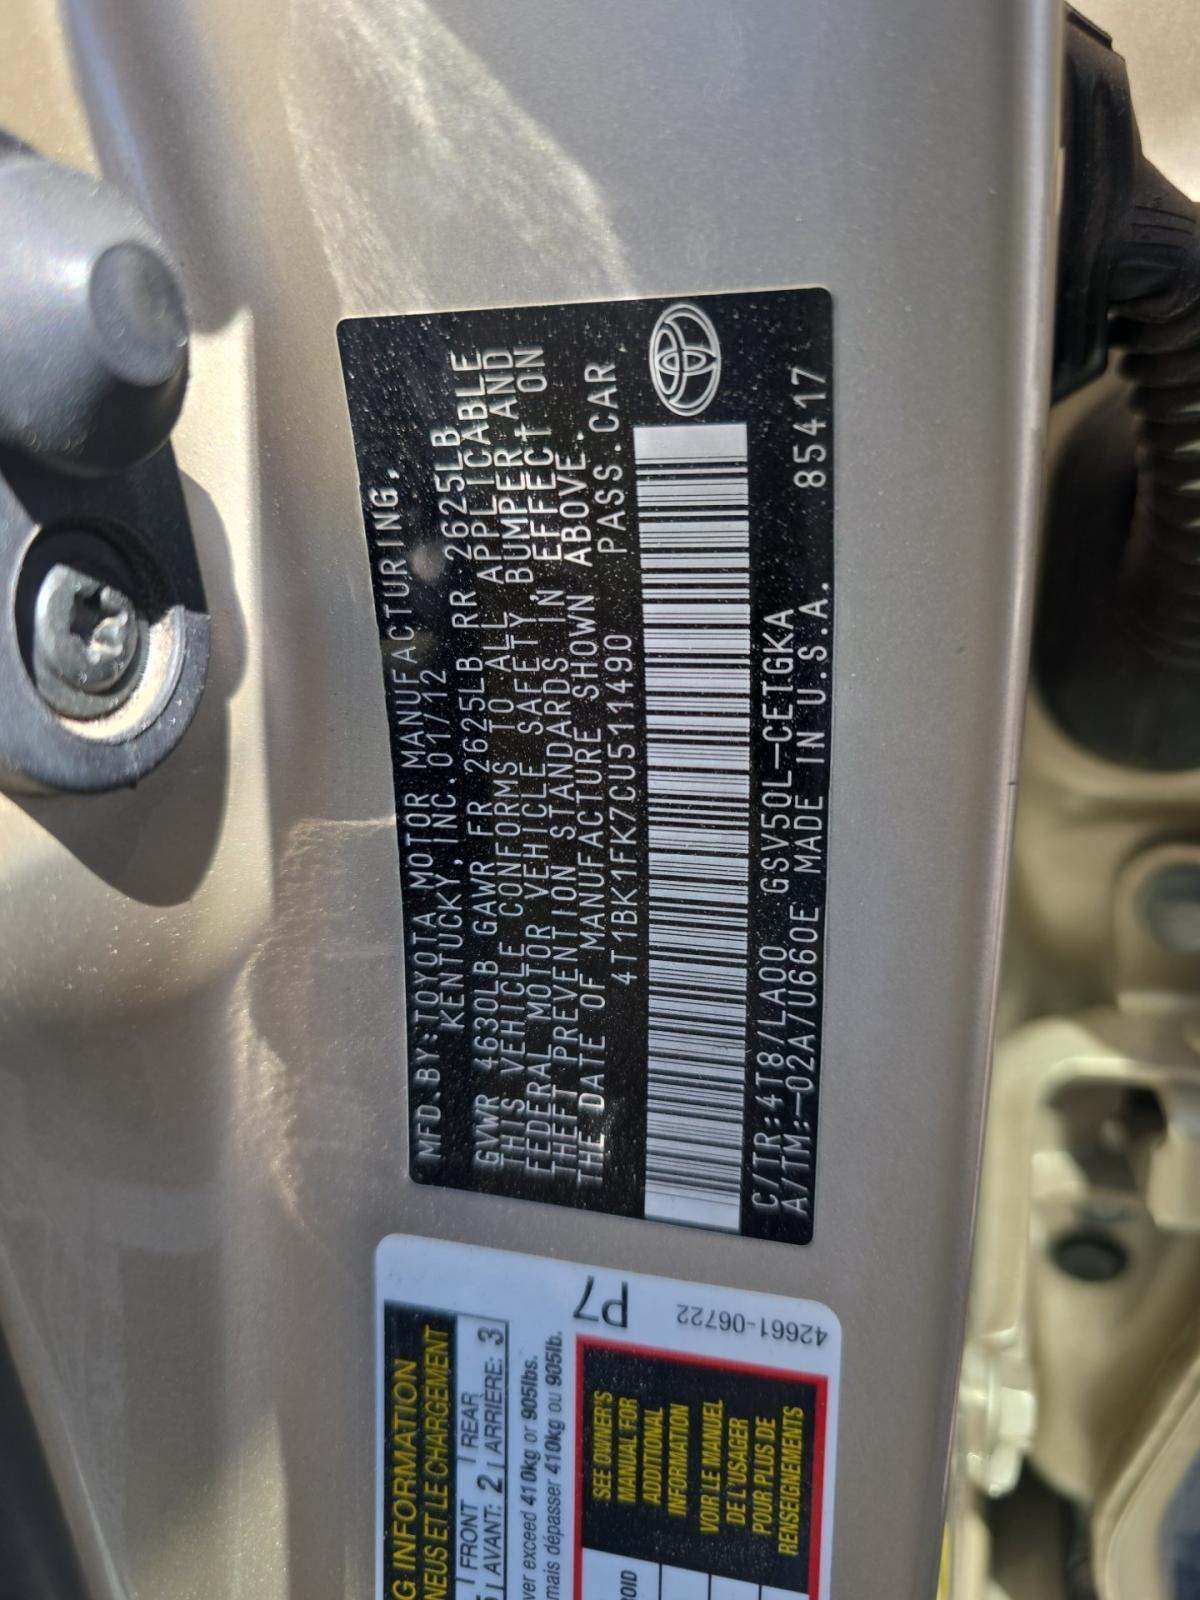 MFD.BY:TOYOTA MOTOR MANUFACTURING,
KENTUCKY, INC. 01/12
GVWR 4630LB GAWR FR 2625LB RR 2625LB
THIS VEHICLE CONFORMS TO ALL APPLICABLE
FEDERAL MOTOR VEHICLE SAFETY, BUMPER AND
THEFT PREVENTION STANDARDS IN EFFECT ON
THE DATE OF MANUFACTURE SHOWN ABOVE.
4T1BK1FK7CU511490 PASS.CAR
C/TR:4T8/LA00 GSV50L-CETGKA
A/TM:-02A/U660E MADE IN U.S.A. 85417
P7
42661-06722
INFORMATION
ET LE CHARGEMENT
FRONT | REAR
AVANT: 2 | ARRIERE: 3
exceed 410kg or 905lbs.
mais dépasser 410kg ou 905lb.
SEE OWNER'S
MANUAL FOR
ADDITIONAL
INFORMATION
VOIR LE MANUEL
DE L'USAGER
POUR PLUS DE
RENSEIGNEMENTS